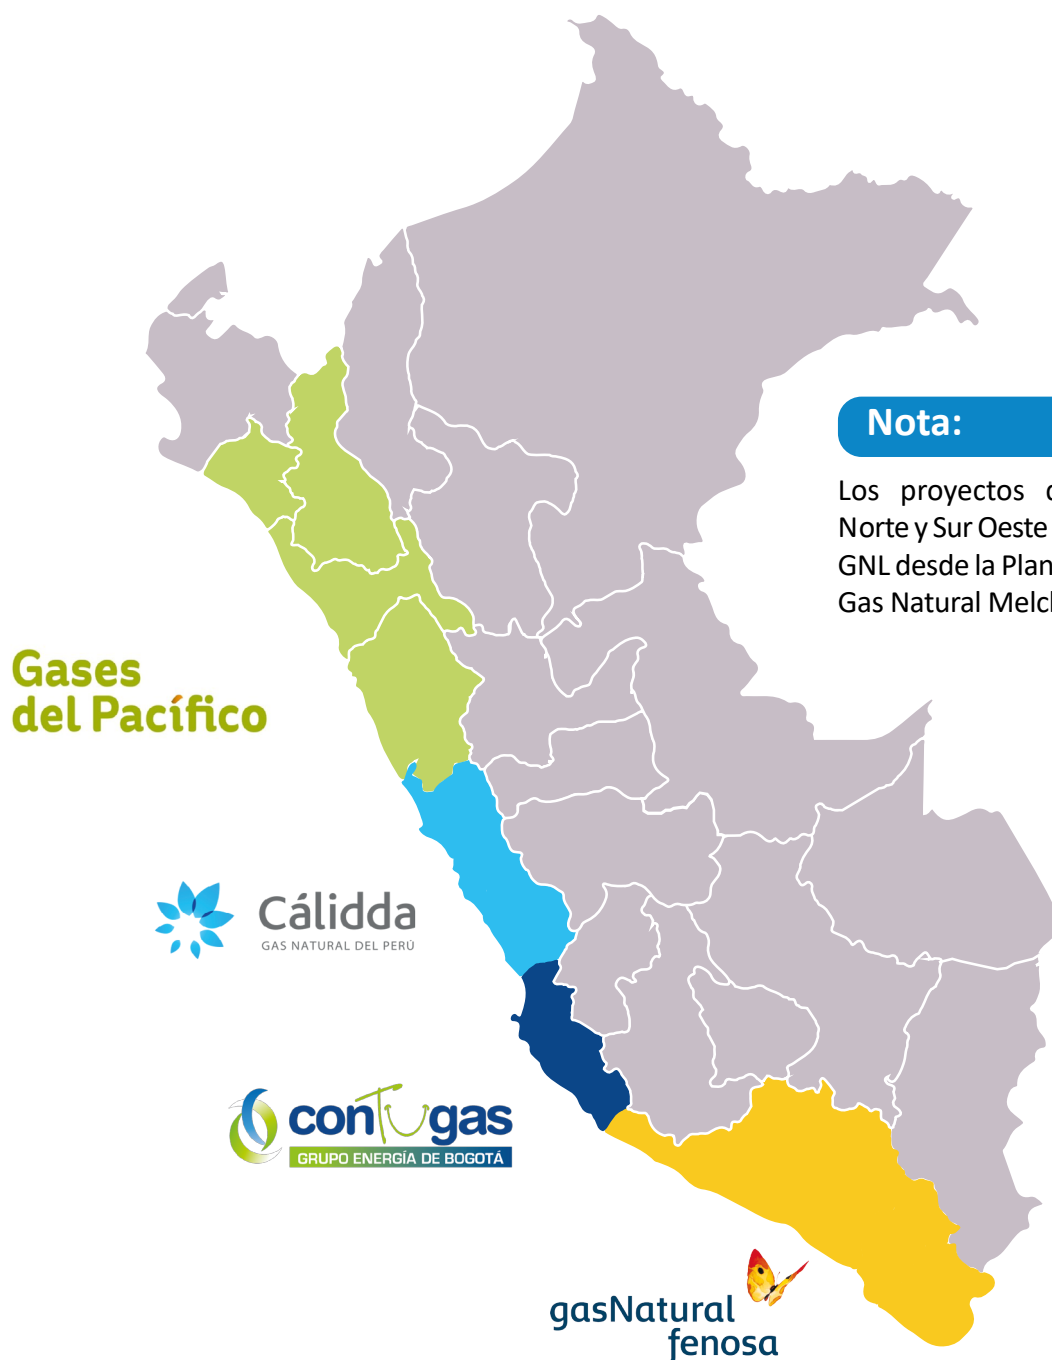 Nota:
Los proyectos
Norte y Sur Oeste
GNL desde la Plan
Gas Natural Melc
Gases
del Pacífico
Cálidda
GAS NATURAL DEL PERÚ
conTugas
GRUPO ENERGÍA DE BOGOTÁ
gasNatural
fenosa